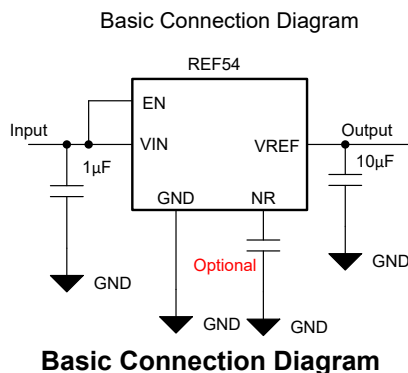 Basic Connection Diagram
REF54
EN
Input
VIN
VREF
Output
1µF
10µF
GND
NR
Optional
GND
GND
GND
GND
Basic Connection Diagram